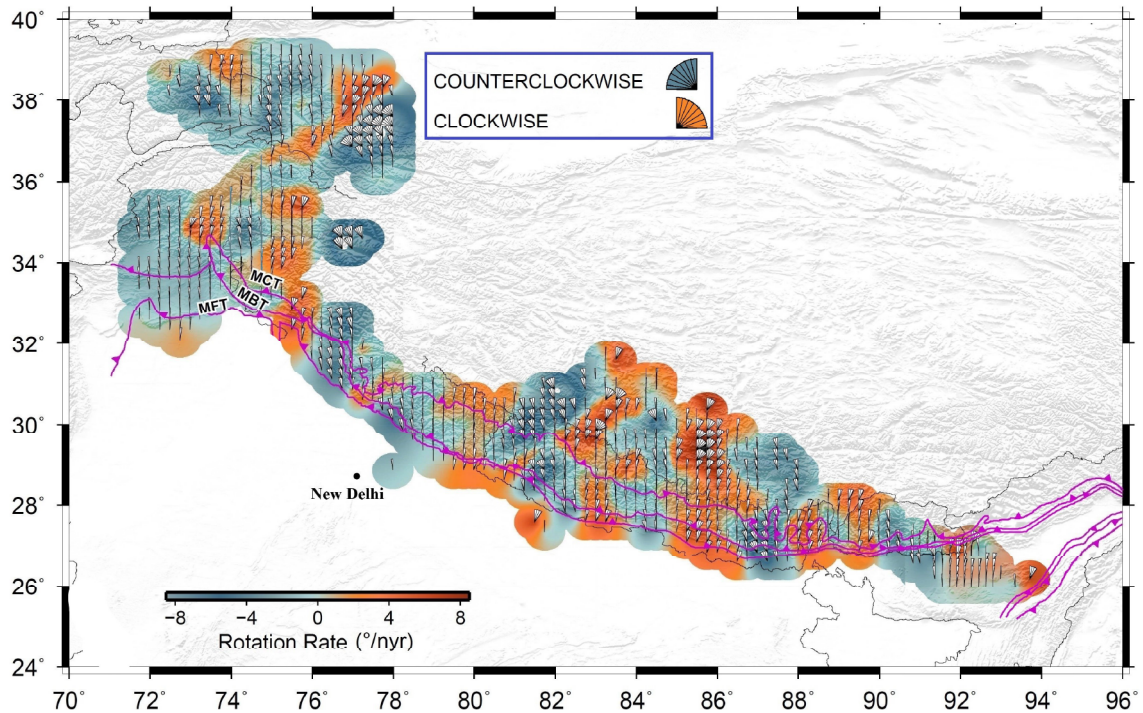 40°
38°
36°
34°
32°
30°
28°
26°
24°
COUNTERCLOCKWISE
CLOCKWISE
MCT
MBT
MFT
New Delhi
-8 -4 0 4 8
Rotation Rate (°/nyr)
70° 72° 74° 76° 78° 80° 82° 84° 86° 88° 90° 92° 94° 96°